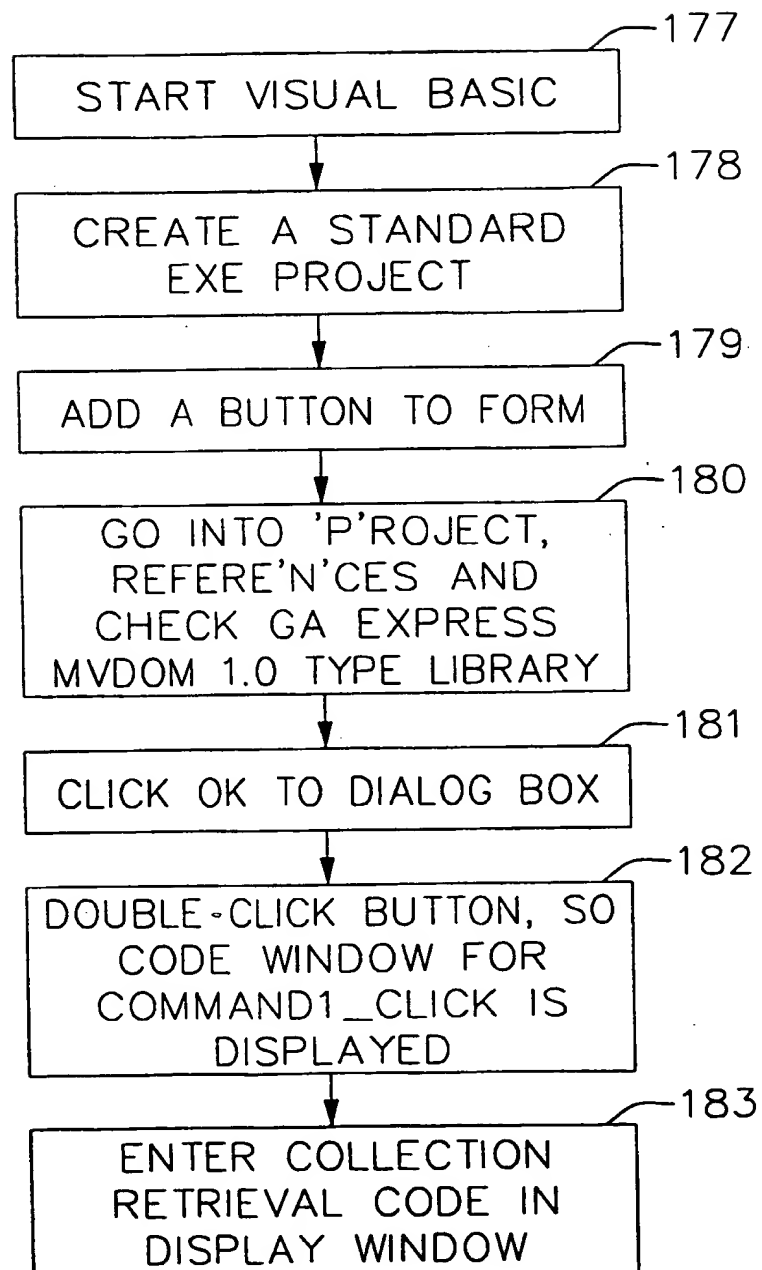 177
START VISUAL BASIC
178
CREATE A STANDARD
EXE PROJECT
179
ADD A BUTTON TO FORM
180
GO INTO 'P'ROJECT,
REFERE'N'CES AND
CHECK GA EXPRESS
MVDOM 1.0 TYPE LIBRARY
181
CLICK OK TO DIALOG BOX
182
DOUBLE-CLICK BUTTON, SO
CODE WINDOW FOR
COMMAND1_CLICK IS
DISPLAYED
183
ENTER COLLECTION
RETRIEVAL CODE IN
DISPLAY WINDOW